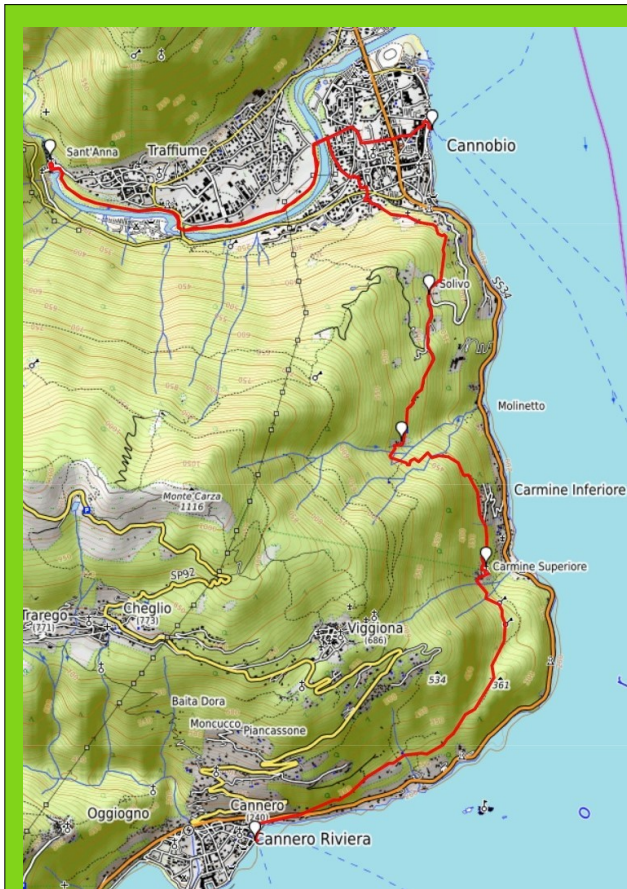 Sant'Anna
Traffiume
Cannobio
Solivo
SS34
Molinetto
Carmine Inferiore
Monte Carza
1116
Carmine Superiore
SP92
Cheglio
(773)
Trarego
(771)
Viggiona
(686)
534
361
Baita Dora
Moncucco
Piancassone
Oggiogno
Cannero
(240)
Cannero Riviera